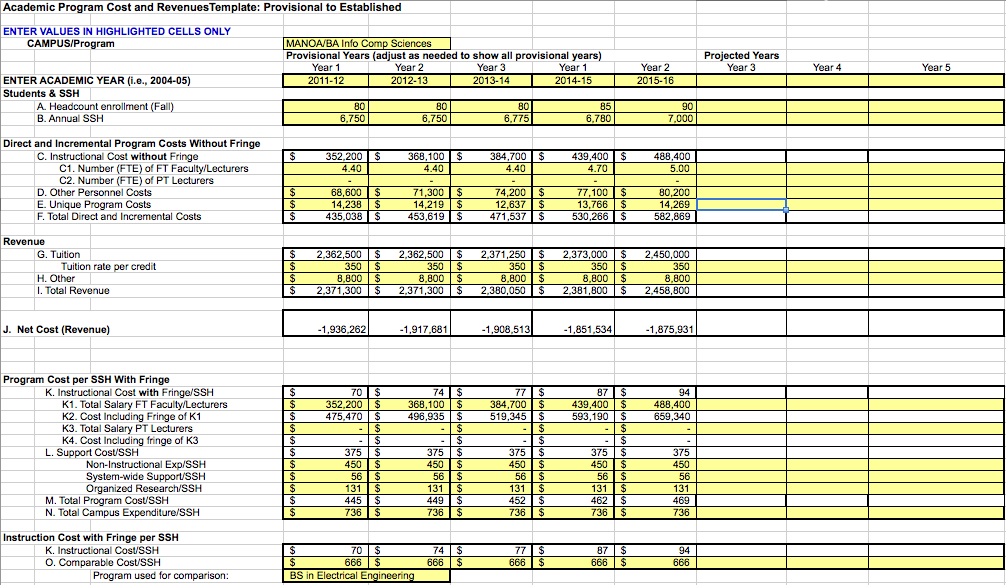 Academic Program Cost and RevenuesTemplate: Provisional to Established
ENTER VALUES IN HIGHLIGHTED CELLS ONLY
CAMPUS/Program MANOA/BA Info Comp Sciences
Provisional Years (adjust as needed to show all provisional years) Projected Years
Year 1 Year 2 Year 3 Year 1 Year 2 Year 3 Year 4 Year 5
ENTER ACADEMIC YEAR (i.e., 2004-05) 2011-12 2012-13 2013-14 2014-15 2015-16
Students & SSH
A. Headcount enrollment (Fall) 80 80 80 85 90
B. Annual SSH 6,750 6,750 6,775 6,780 7,000
Direct and Incremental Program Costs Without Fringe
C. Instructional Cost without Fringe $ 352,200 $ 368,100 $ 384,700 $ 439,400 $ 488,400
C1. Number (FTE) of FT Faculty/Lecturers 4.40 4.40 4.40 4.70 5.00
C2. Number (FTE) of PT Lecturers - - - - -
D. Other Personnel Costs $ 68,600 $ 71,300 $ 74,200 $ 77,100 $ 80,200
E. Unique Program Costs $ 14,238 $ 14,219 $ 12,637 $ 13,766 $ 14,269
F. Total Direct and Incremental Costs $ 435,038 $ 453,619 $ 471,537 $ 530,266 $ 582,869
Revenue
G. Tuition $ 2,362,500 $ 2,362,500 $ 2,371,250 $ 2,373,000 $ 2,450,000
Tuition rate per credit $ 350 $ 350 $ 350 $ 350 $ 350
H. Other $ 8,800 $ 8,800 $ 8,800 $ 8,800 $ 8,800
I. Total Revenue $ 2,371,300 $ 2,371,300 $ 2,380,050 $ 2,381,800 $ 2,458,800
J. Net Cost (Revenue) -1,936,262 -1,917,681 -1,908,513 -1,851,534 -1,875,931
Program Cost per SSH With Fringe
K. Instructional Cost with Fringe/SSH $ 70 $ 74 $ 77 $ 87 $ 94
K1. Total Salary FT Faculty/Lecturers $ 352,200 $ 368,100 $ 384,700 $ 439,400 $ 488,400
K2. Cost Including Fringe of K1 $ 475,470 $ 496,935 $ 519,345 $ 593,190 $ 659,340
K3. Total Salary PT Lecturers $ - $ - $ - $ - $ -
K4. Cost Including fringe of K3 $ - $ - $ - $ - $ -
L. Support Cost/SSH $ 375 $ 375 $ 375 $ 375 $ 375
Non-Instructional Exp/SSH $ 450 $ 450 $ 450 $ 450 $ 450
System-wide Support/SSH $ 56 $ 56 $ 56 $ 56 $ 56
Organized Research/SSH $ 131 $ 131 $ 131 $ 131 $ 131
M. Total Program Cost/SSH $ 445 $ 449 $ 452 $ 462 $ 469
N. Total Campus Expenditure/SSH $ 736 $ 736 $ 736 $ 736 $ 736
Instruction Cost with Fringe per SSH
K. Instructional Cost/SSH $ 70 $ 74 $ 77 $ 87 $ 94
O. Comparable Cost/SSH $ 666 $ 666 $ 666 $ 666 $ 666
Program used for comparison: BS in Electrical Engineering